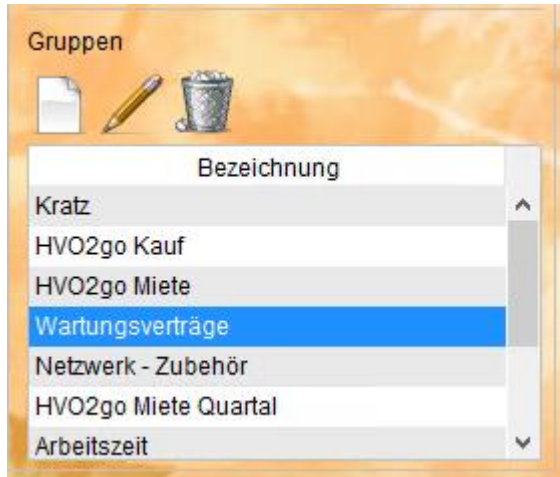 Gruppen
Bezeichnung
Kratz
HVO2go Kauf
HVO2go Miete
Wartungsverträge
Netzwerk - Zubehör
HVO2go Miete Quartal
Arbeitszeit